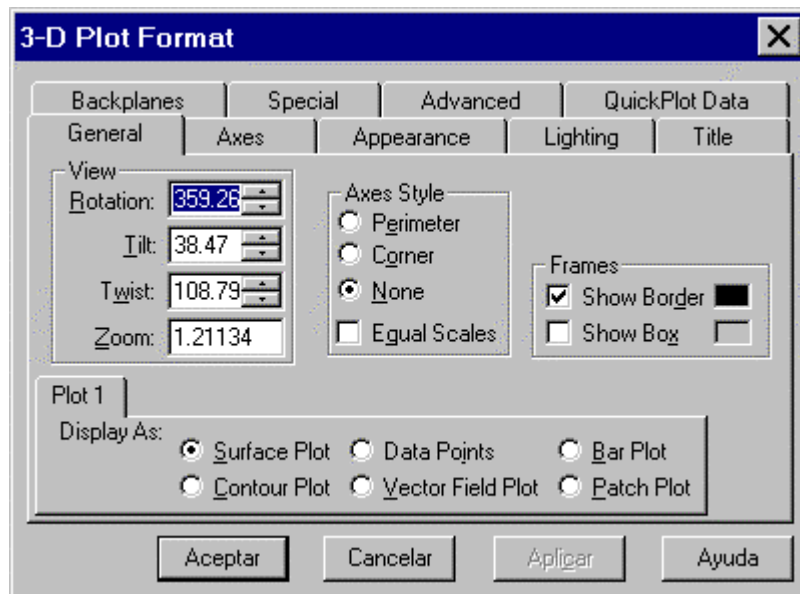 3-D Plot Format
Backplanes Special Advanced QuickPlot Data
General Axes Appearance Lighting Title
View
Rotation: 359.26
Tilt: 38.47
Twist: 108.79
Zoom: 1.21134
Axes Style
Perimeter
Corner
None
Equal Scales
Frames
Show Border
Show Box
Plot 1
Display As:
Surface Plot Data Points Bar Plot
Contour Plot Vector Field Plot Patch Plot
Aceptar Cancelar Aplicar Ayuda